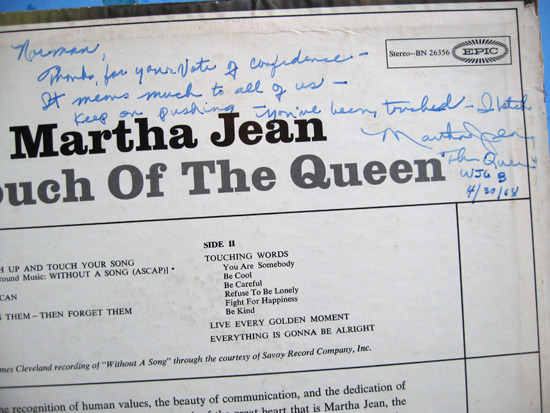 Norman,
Thanks, for your Vote of confidence -
It means much to all of us -
Keep on pushing - you've been touched -
Martha Jean
"The Queen"
WJLB
4/30/68
Stereo-BN 26356
EPIC
Martha Jean
ouch Of The Queen
H UP AND TOUCH YOUR SONG
round Music: WITHOUT A SONG (ASCAP)] *
CAN
S THEM - THEN FORGET THEM
SIDE II
TOUCHING WORDS
You Are Somebody
Be Cool
Be Careful
Refuse To Be Lonely
Fight For Happiness
Be Kind
LIVE EVERY GOLDEN MOMENT
EVERYTHING IS GONNA BE ALRIGHT
mes Cleveland recording of "Without A Song" through the courtesy of Savoy Record Company, Inc.
e recognition of human values, the beauty of communication, and the dedication of
great heart that is Martha Jean, the